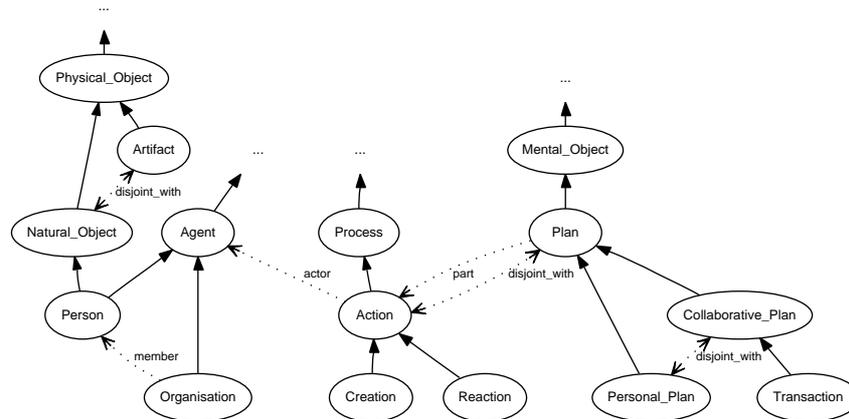 ...
Physical_Object
...
Artifact
Mental_Object
...
...
disjoint_with
Natural_Object
Agent
Process
Plan
actor
part
disjoint_with
Person
Action
Collaborative_Plan
member
disjoint_with
Organisation
Creation
Reaction
Personal_Plan
Transaction